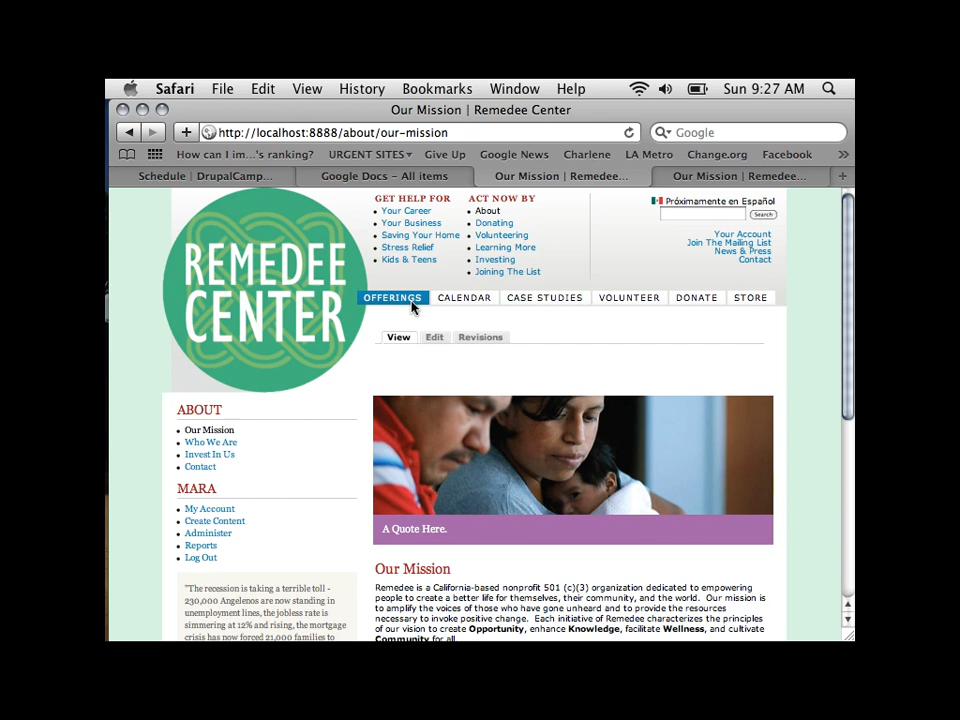 Safari File Edit View History Bookmarks Window Help Sun 9:27 AM
Our Mission | Remedee Center
http://localhost:8888/about/our-mission
Google
How can I im...'s ranking? URGENT SITES Give Up Google News Charlene LA Metro Change.org Facebook
Schedule | DrupalCamp... Google Docs - All items Our Mission | Remedee... Our Mission | Remedee...
REMEDEE
CENTER
GET HELP FOR
Your Career
Your Business
Saving Your Home
Stress Relief
Kids & Teens
ACT NOW BY
About
Donating
Volunteering
Learning More
Investing
Joining The List
Próximamente en Español
Search
Your Account
Join The Mailing List
News & Press
Contact
OFFERINGS CALENDAR CASE STUDIES VOLUNTEER DONATE STORE
View Edit Revisions
ABOUT
Our Mission
Who We Are
Invest In Us
Contact
MARA
My Account
Create Content
Administer
Reports
Log Out
"The recession is taking a terrible toll -
230,000 Angelenos are now standing in
unemployment lines, the jobless rate is
simmering at 12% and rising, the mortgage
crisis has now forced 21,000 families to
A Quote Here.
Our Mission
Remedee is a California-based nonprofit 501 (c)(3) organization dedicated to empowering
people to create a better life for themselves, their community, and the world. Our mission is
to amplify the voices of those who have gone unheard and to provide the resources
necessary to invoke positive change. Each initiative of Remedee characterizes the principles
of our vision to create Opportunity, enhance Knowledge, facilitate Wellness, and cultivate
Community for all.